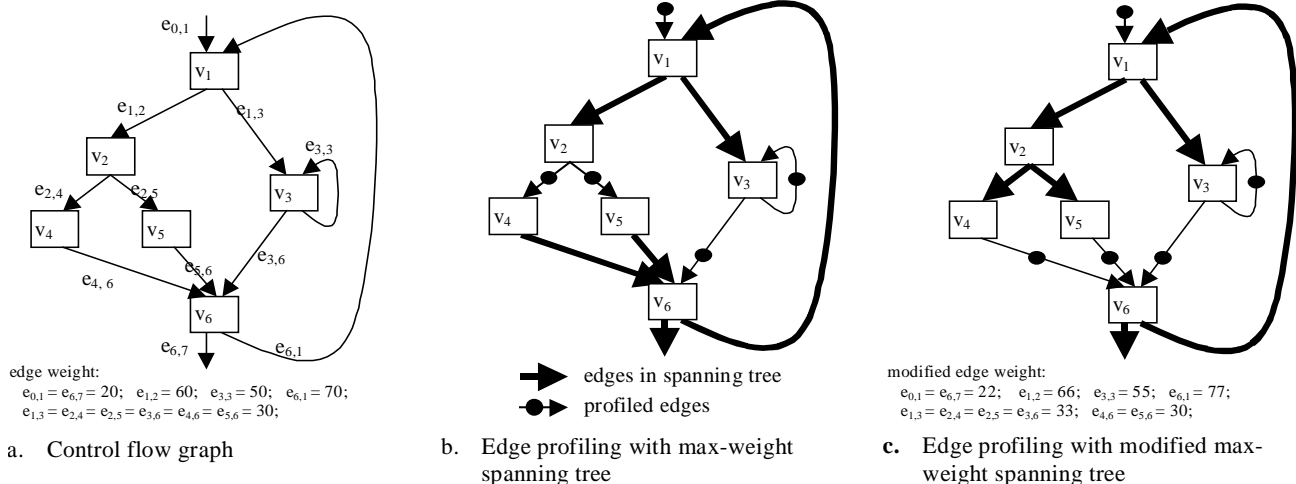 e0,1
v1
e1,2
e1,3
v2
e3,3
e2,4
e2,5
v3
v4
v5
e3,6
e5,6
e4, 6
v6
e6,7
e6,1
edge weight:
e0,1 = e6,7 = 20; e1,2 = 60; e3,3 = 50; e6,1 = 70;
e1,3 = e2,4 = e2,5 = e3,6 = e4,6 = e5,6 = 30;
a. Control flow graph
v1
v2
v3
v4
v5
v6
edges in spanning tree
profiled edges
b. Edge profiling with max-weight
spanning tree
v1
v2
v3
v4
v5
v6
modified edge weight:
e0,1 = e6,7 = 22; e1,2 = 66; e3,3 = 55; e6,1 = 77;
e1,3 = e2,4 = e2,5 = e3,6 = 33; e4,6 = e5,6 = 30;
c. Edge profiling with modified max-
weight spanning tree